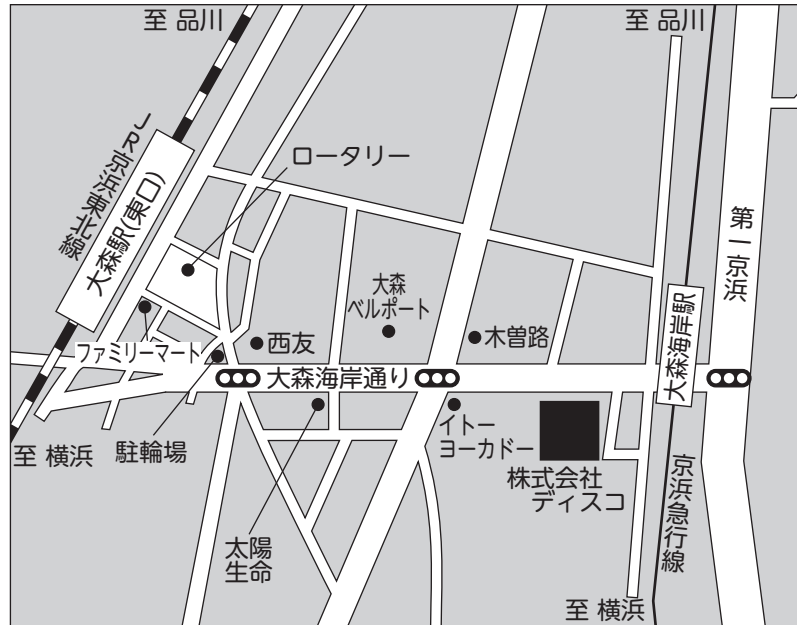 至 品川
至 品川
JR京浜東北線
大森駅(東口)
ロータリー
第一京浜
大森
ベルポート
大森海岸駅
ファミリーマート
西友
木曽路
大森海岸通り
至 横浜
駐輪場
イトー
ヨーカドー
株式会社
ディスコ
京浜急行線
太陽
生命
至 横浜